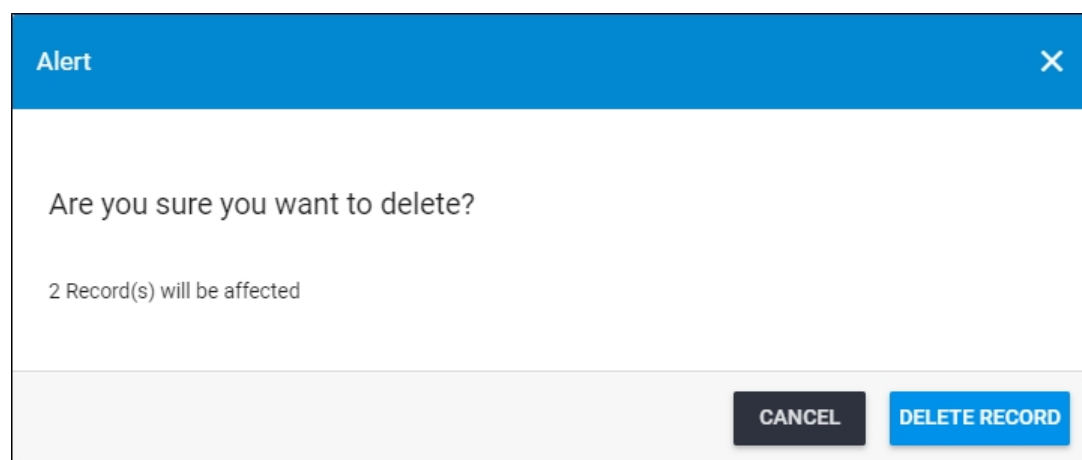 Alert
Are you sure you want to delete?
2 Record(s) will be affected
CANCEL DELETE RECORD